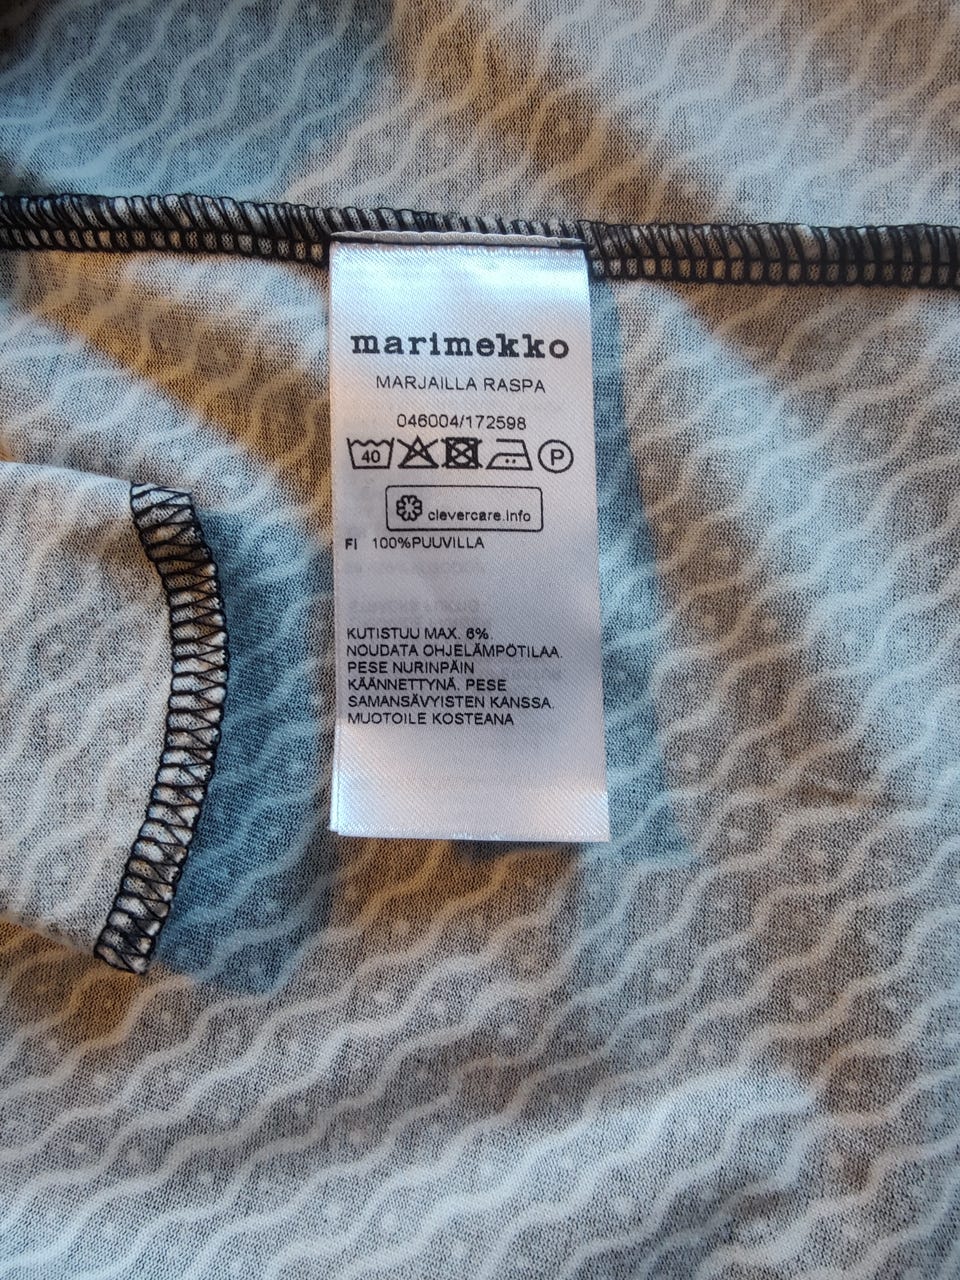 marimekko
MARJAILLA RASPA
046004/172598
40 P
clevercare.info
FI 100%PUUVILLA
KUTISTUU MAX. 6%.
NOUDATA OHJELÄMPÖTILAA.
PESE NURINPÄIN
KÄÄNNETTYNÄ. PESE
SAMANSÄVYISTEN KANSSA.
MUOTOILE KOSTEANA